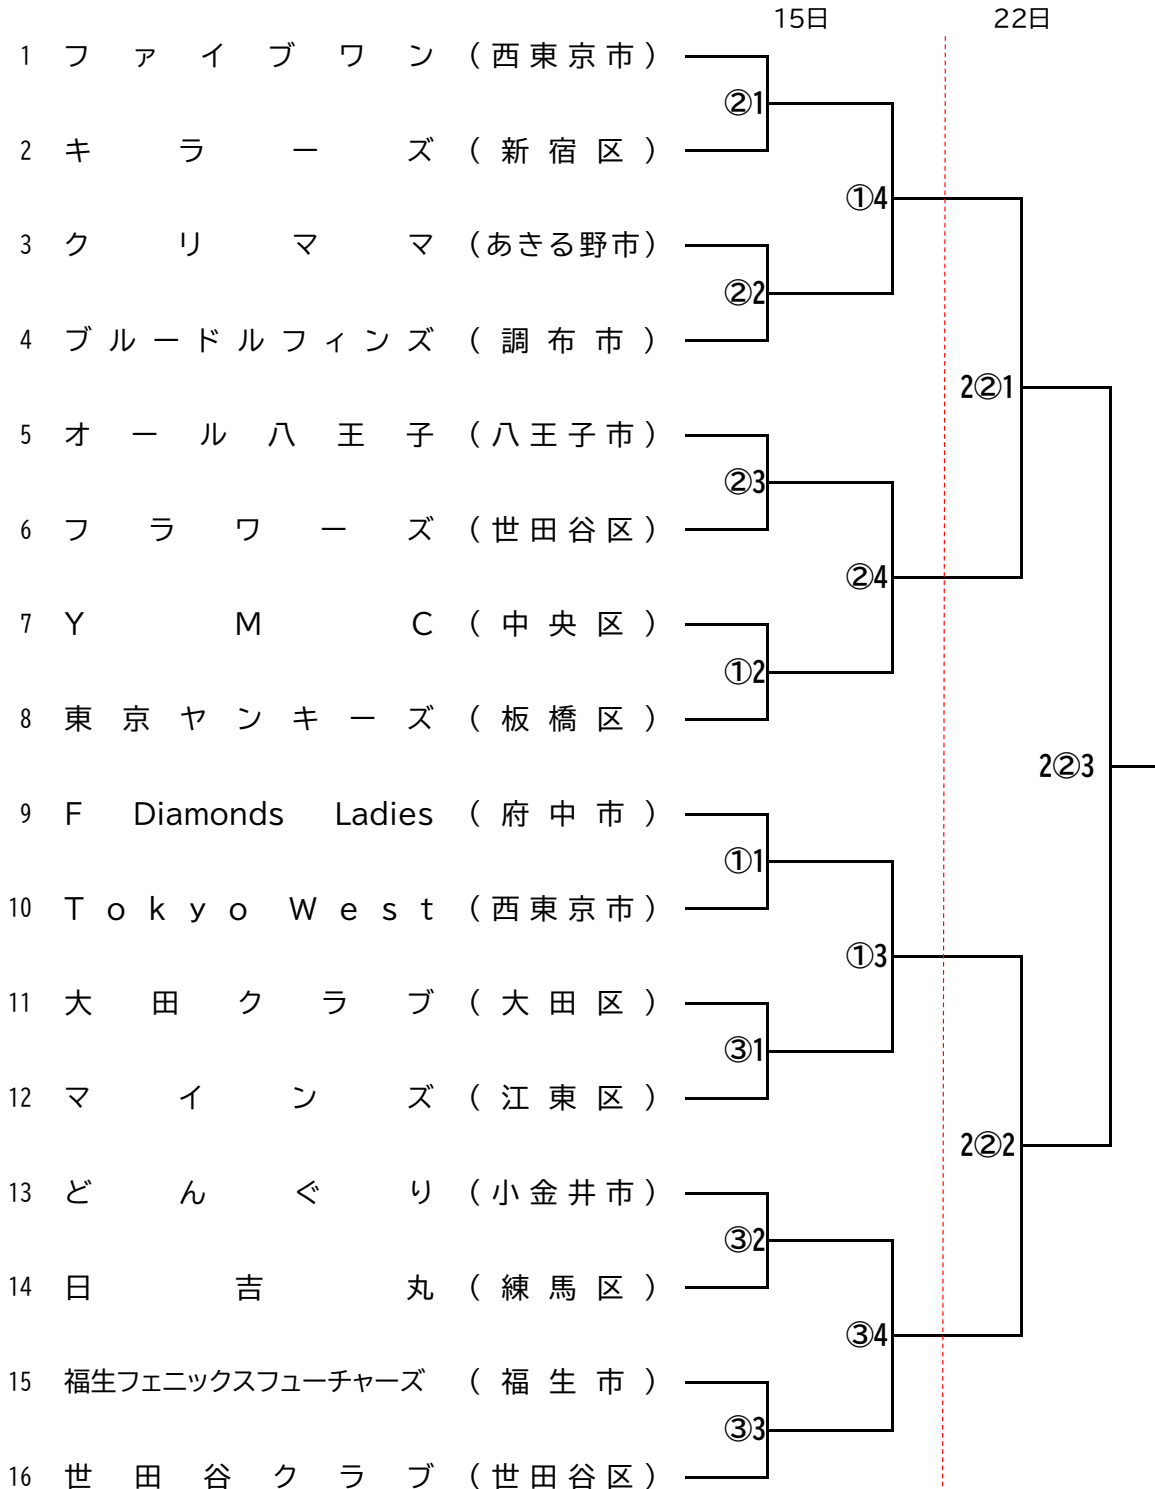 15日 22日
1 ファイブワン (西東京市)
②1
2 キラーズ (新宿区)
①4
3 クリママ (あきる野市)
②2
4 ブルードルフィンズ (調布市)
2②1
5 オール八王子 (八王子市)
②3
6 フラワーズ (世田谷区)
②4
7 YMC (中央区)
①2
8 東京ヤンキーズ (板橋区)
2②3
9 F Diamonds Ladies (府中市)
①1
10 Tokyo West (西東京市)
①3
11 大田クラブ (大田区)
③1
12 マインズ (江東区)
2②2
13 どんぐり (小金井市)
③2
14 日吉丸 (練馬区)
③4
15 福生フェニックスフューチャーズ (福生市)
③3
16 世田谷クラブ (世田谷区)